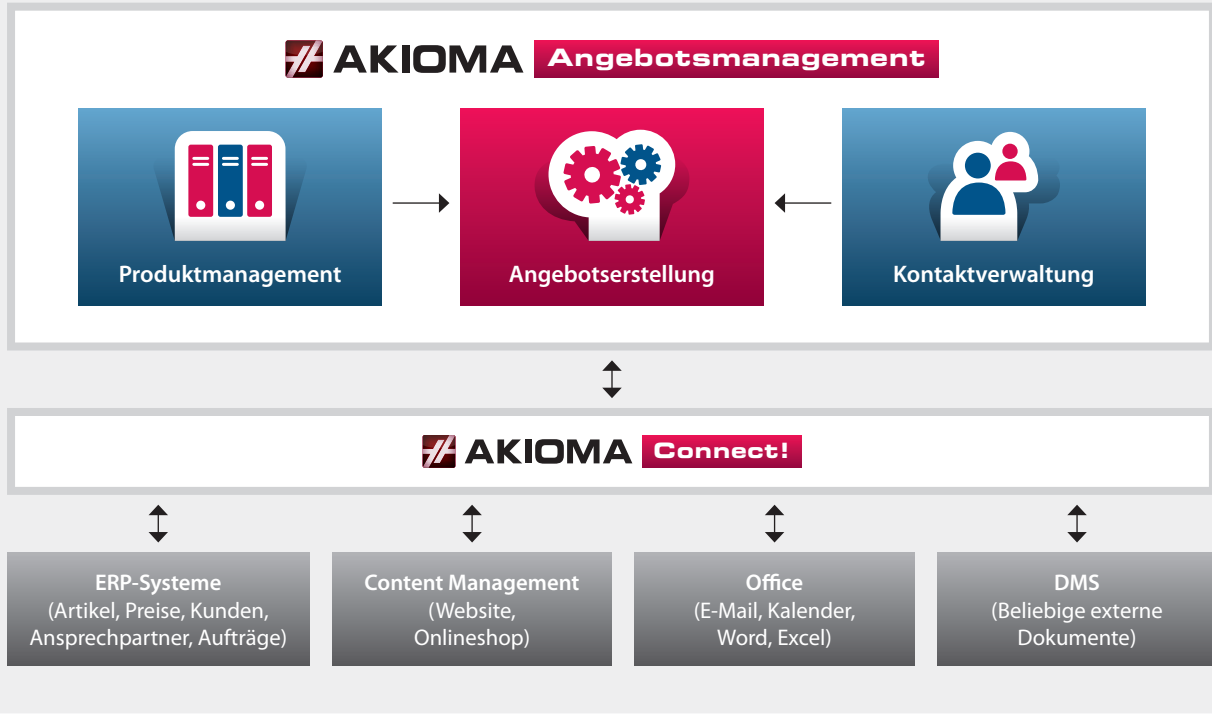 AKIOMA Angebotsmanagement
Produktmanagement
Angebotserstellung
Kontaktverwaltung
AKIOMA Connect!
ERP-Systeme
(Artikel, Preise, Kunden,
Ansprechpartner, Aufträge)
Content Management
(Website,
Onlineshop)
Office
(E-Mail, Kalender,
Word, Excel)
DMS
(Beliebige externe
Dokumente)